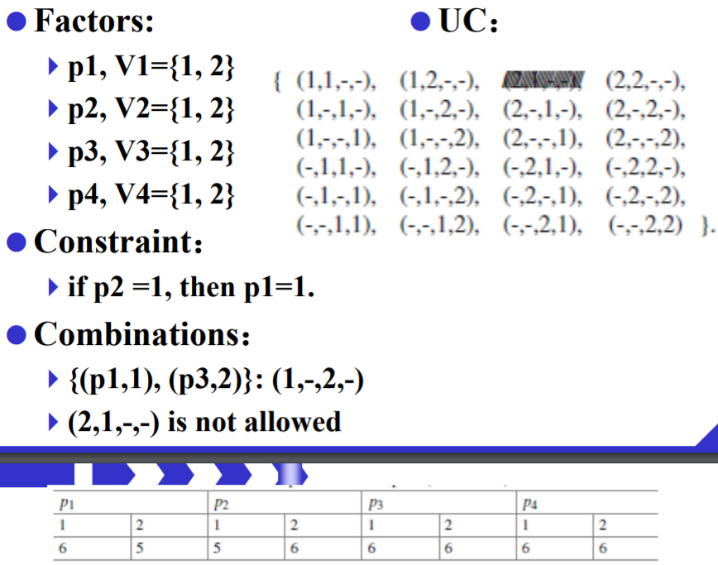 Factors:
p1, V1={1, 2}
p2, V2={1, 2}
p3, V3={1, 2}
p4, V4={1, 2}
Constraint：
if p2 =1, then p1=1.
Combinations：
{(p1,1), (p3,2)}: (1,-,2,-)
(2,1,-,-) is not allowed
UC：
{ (1,1,-,-), (1,2,-,-), (2,2,-,-),
(1,-,1,-), (1,-,2,-), (2,-,1,-), (2,-,2,-),
(1,-,-,1), (1,-,-,2), (2,-,-,1), (2,-,-,2),
(-,1,1,-), (-,1,2,-), (-,2,1,-), (-,2,2,-),
(-,1,-,1), (-,1,-,2), (-,2,-,1), (-,2,-,2),
(-,-,1,1), (-,-,1,2), (-,-,2,1), (-,-,2,2) }.
p1 p2 p3 p4
1 2 1 2 1 2 1 2
6 5 5 6 6 6 6 6